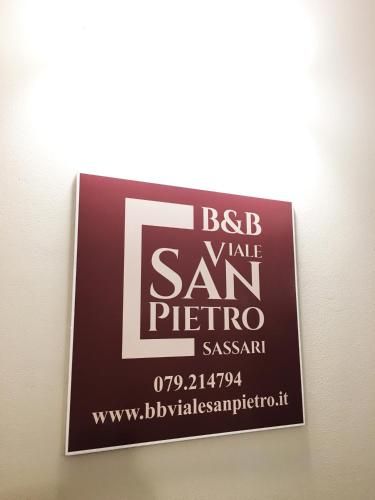 B&B
VIALE
SAN
PIETRO
SASSARI
079.214794
www.bbvialesanpietro.it